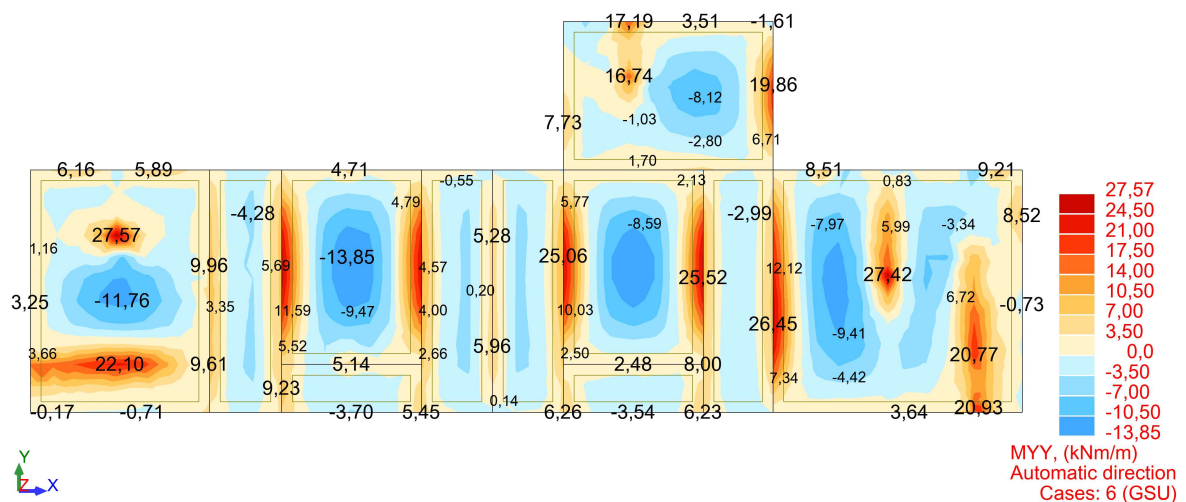 17,19 3,51 -1,61
16,74 19,86
-8,12
7,73 -1,03
-2,80 6,71
1,70
6,16 5,89 4,71 8,51 9,21
-0,55 2,13 0,83
-4,28 4,79 5,77 -8,59 -2,99 -7,97 5,99 -3,34 8,52
27,57 5,28
1,16 -13,85 25,06
9,96 5,69 4,57 25,52 12,12 27,42
3,25 -11,76 3,35 11,59 -9,47 4,00 0,20 10,03 6,72 -0,73
26,45 -9,41
3,66 22,10 9,61 5,52 5,14 2,66 5,96 2,50 2,48 8,00 20,77
9,23 7,34 -4,42
-0,17 -0,71 -3,70 5,45 0,14 6,26 -3,54 6,23 3,64 20,93
27,57
24,50
21,00
17,50
14,00
10,50
7,00
3,50
0,0
-3,50
-7,00
-10,50
-13,85
MYY, (kNm/m)
Automatic direction
Cases: 6 (GSU)
Y
Z X